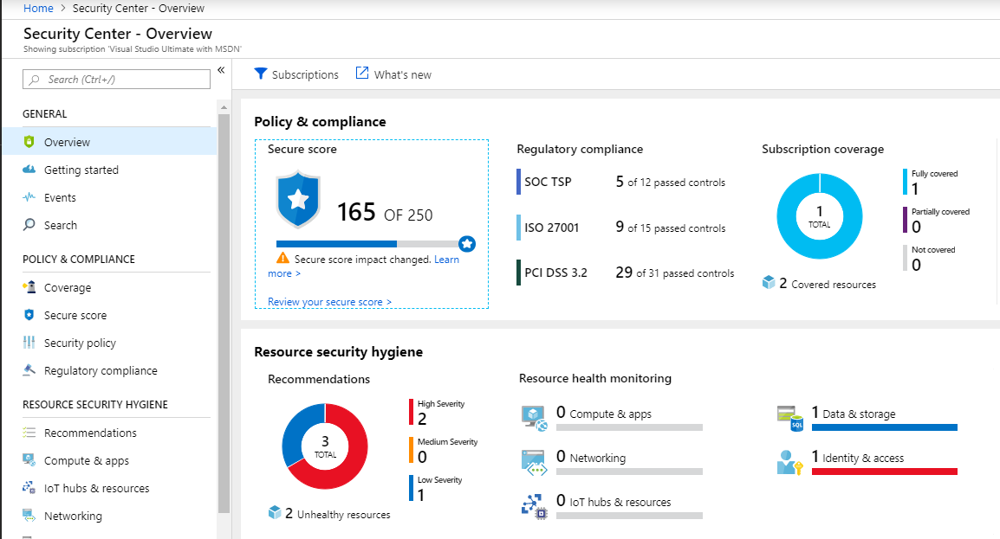 Home > Security Center - Overview
Security Center - Overview
Showing subscription 'Visual Studio Ultimate with MSDN'
Search (Ctrl+/)
«
GENERAL
Overview
Getting started
Events
Search
POLICY & COMPLIANCE
Coverage
Secure score
Security policy
Regulatory compliance
RESOURCE SECURITY HYGIENE
Recommendations
Compute & apps
IoT hubs & resources
Networking
Subscriptions
What's new
Policy & compliance
Secure score
165 OF 250
Secure score impact changed. Learn
more >
Review your secure score >
Regulatory compliance
SOC TSP 5 of 12 passed controls
ISO 27001 9 of 15 passed controls
PCI DSS 3.2 29 of 31 passed controls
Subscription coverage
1
TOTAL
Fully covered
1
Partially covered
0
Not covered
0
2 Covered resources
Resource security hygiene
Recommendations
3
TOTAL
High Severity
2
Medium Severity
0
Low Severity
1
2 Unhealthy resources
Resource health monitoring
0 Compute & apps
0 Networking
0 IoT hubs & resources
SQL
1 Data & storage
1 Identity & access